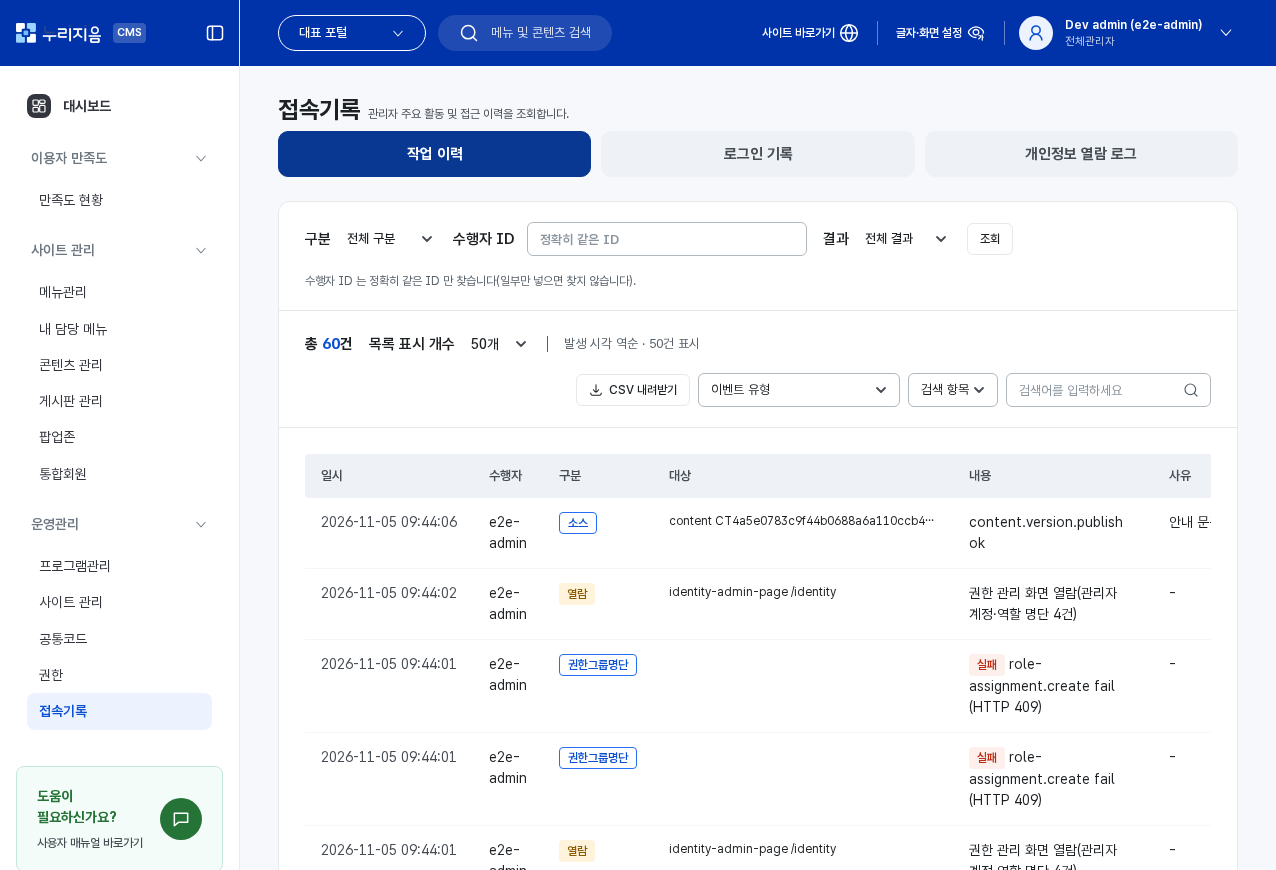 누리지음 CMS
대표 포털
메뉴 및 콘텐츠 검색
사이트 바로가기
글자·화면 설정
Dev admin (e2e-admin)
전체관리자
대시보드
이용자 만족도
만족도 현황
사이트 관리
메뉴관리
내 담당 메뉴
콘텐츠 관리
게시판 관리
팝업존
통합회원
운영관리
프로그램관리
사이트 관리
공통코드
권한
접속기록
도움이
필요하신가요?
사용자 매뉴얼 바로가기
접속기록 관리자 주요 활동 및 접근 이력을 조회합니다.
작업 이력 로그인 기록 개인정보 열람 로그
구분 전체 구분 수행자 ID 정확히 같은 ID 결과 전체 결과 조회
수행자 ID 는 정확히 같은 ID 만 찾습니다(일부만 넣으면 찾지 않습니다).
총 60건 목록 표시 개수 50개 발생 시각 역순 · 50건 표시
CSV 내려받기 이벤트 유형 검색 항목 검색어를 입력하세요
일시 수행자 구분 대상 내용 사유
2026-11-05 09:44:06 e2e-admin 소스 content CT4a5e0783c9f44b0688a6a110ccb4… content.version.publish ok 안내 문
2026-11-05 09:44:02 e2e-admin 열람 identity-admin-page /identity 권한 관리 화면 열람(관리자 계정·역할 명단 4건) -
2026-11-05 09:44:01 e2e-admin 권한그룹명단 실패 role-assignment.create fail (HTTP 409) -
2026-11-05 09:44:01 e2e-admin 권한그룹명단 실패 role-assignment.create fail (HTTP 409) -
2026-11-05 09:44:01 e2e-admin 열람 identity-admin-page /identity 권한 관리 화면 열람(관리자 계정·역할 명단 4건) -